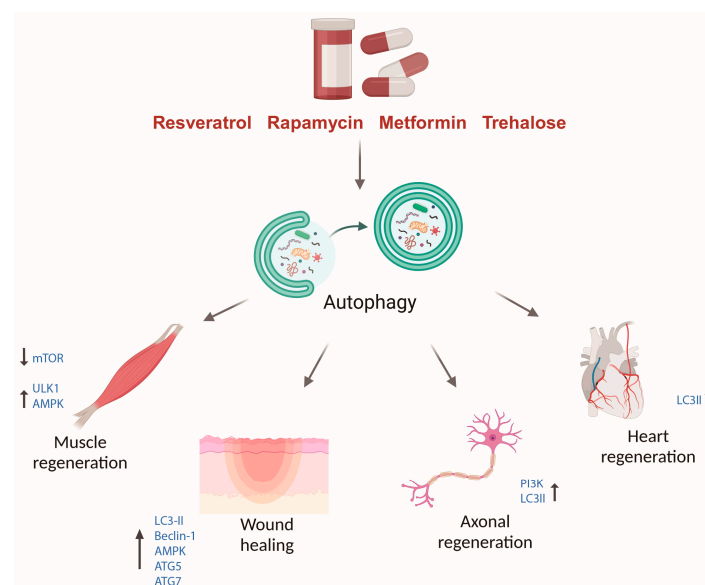 Resveratrol Rapamycin Metformin Trehalose
Autophagy
mTOR
ULK1
AMPK
Muscle
regeneration
LC3-II
Beclin-1
AMPK
ATG5
ATG7
Wound
healing
PI3K
LC3II
Axonal
regeneration
LC3II
Heart
regeneration